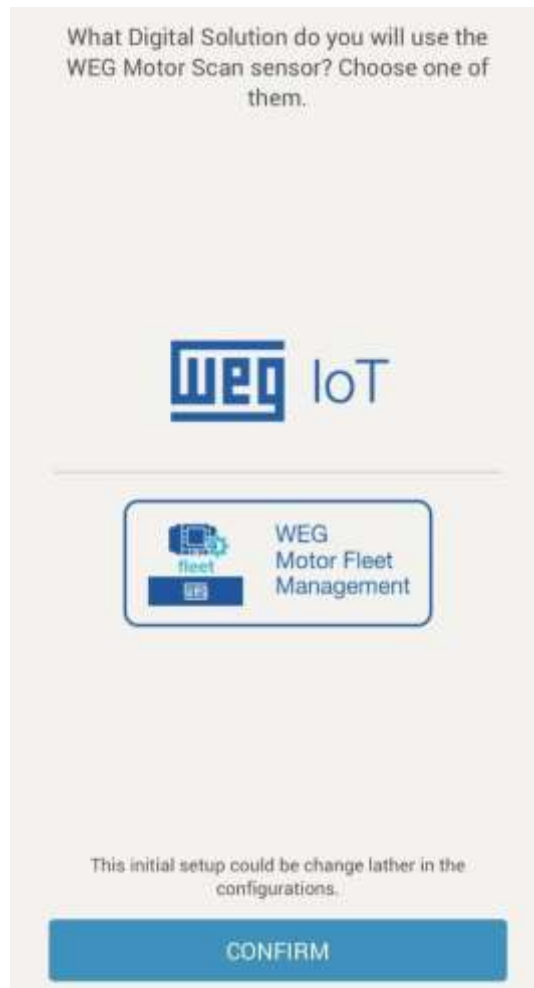 What Digital Solution do you will use the
WEG Motor Scan sensor? Choose one of
them.
weg IoT
WEG
Motor Fleet
Management
fleet
weg
This initial setup could be change lather in the
configurations.
CONFIRM